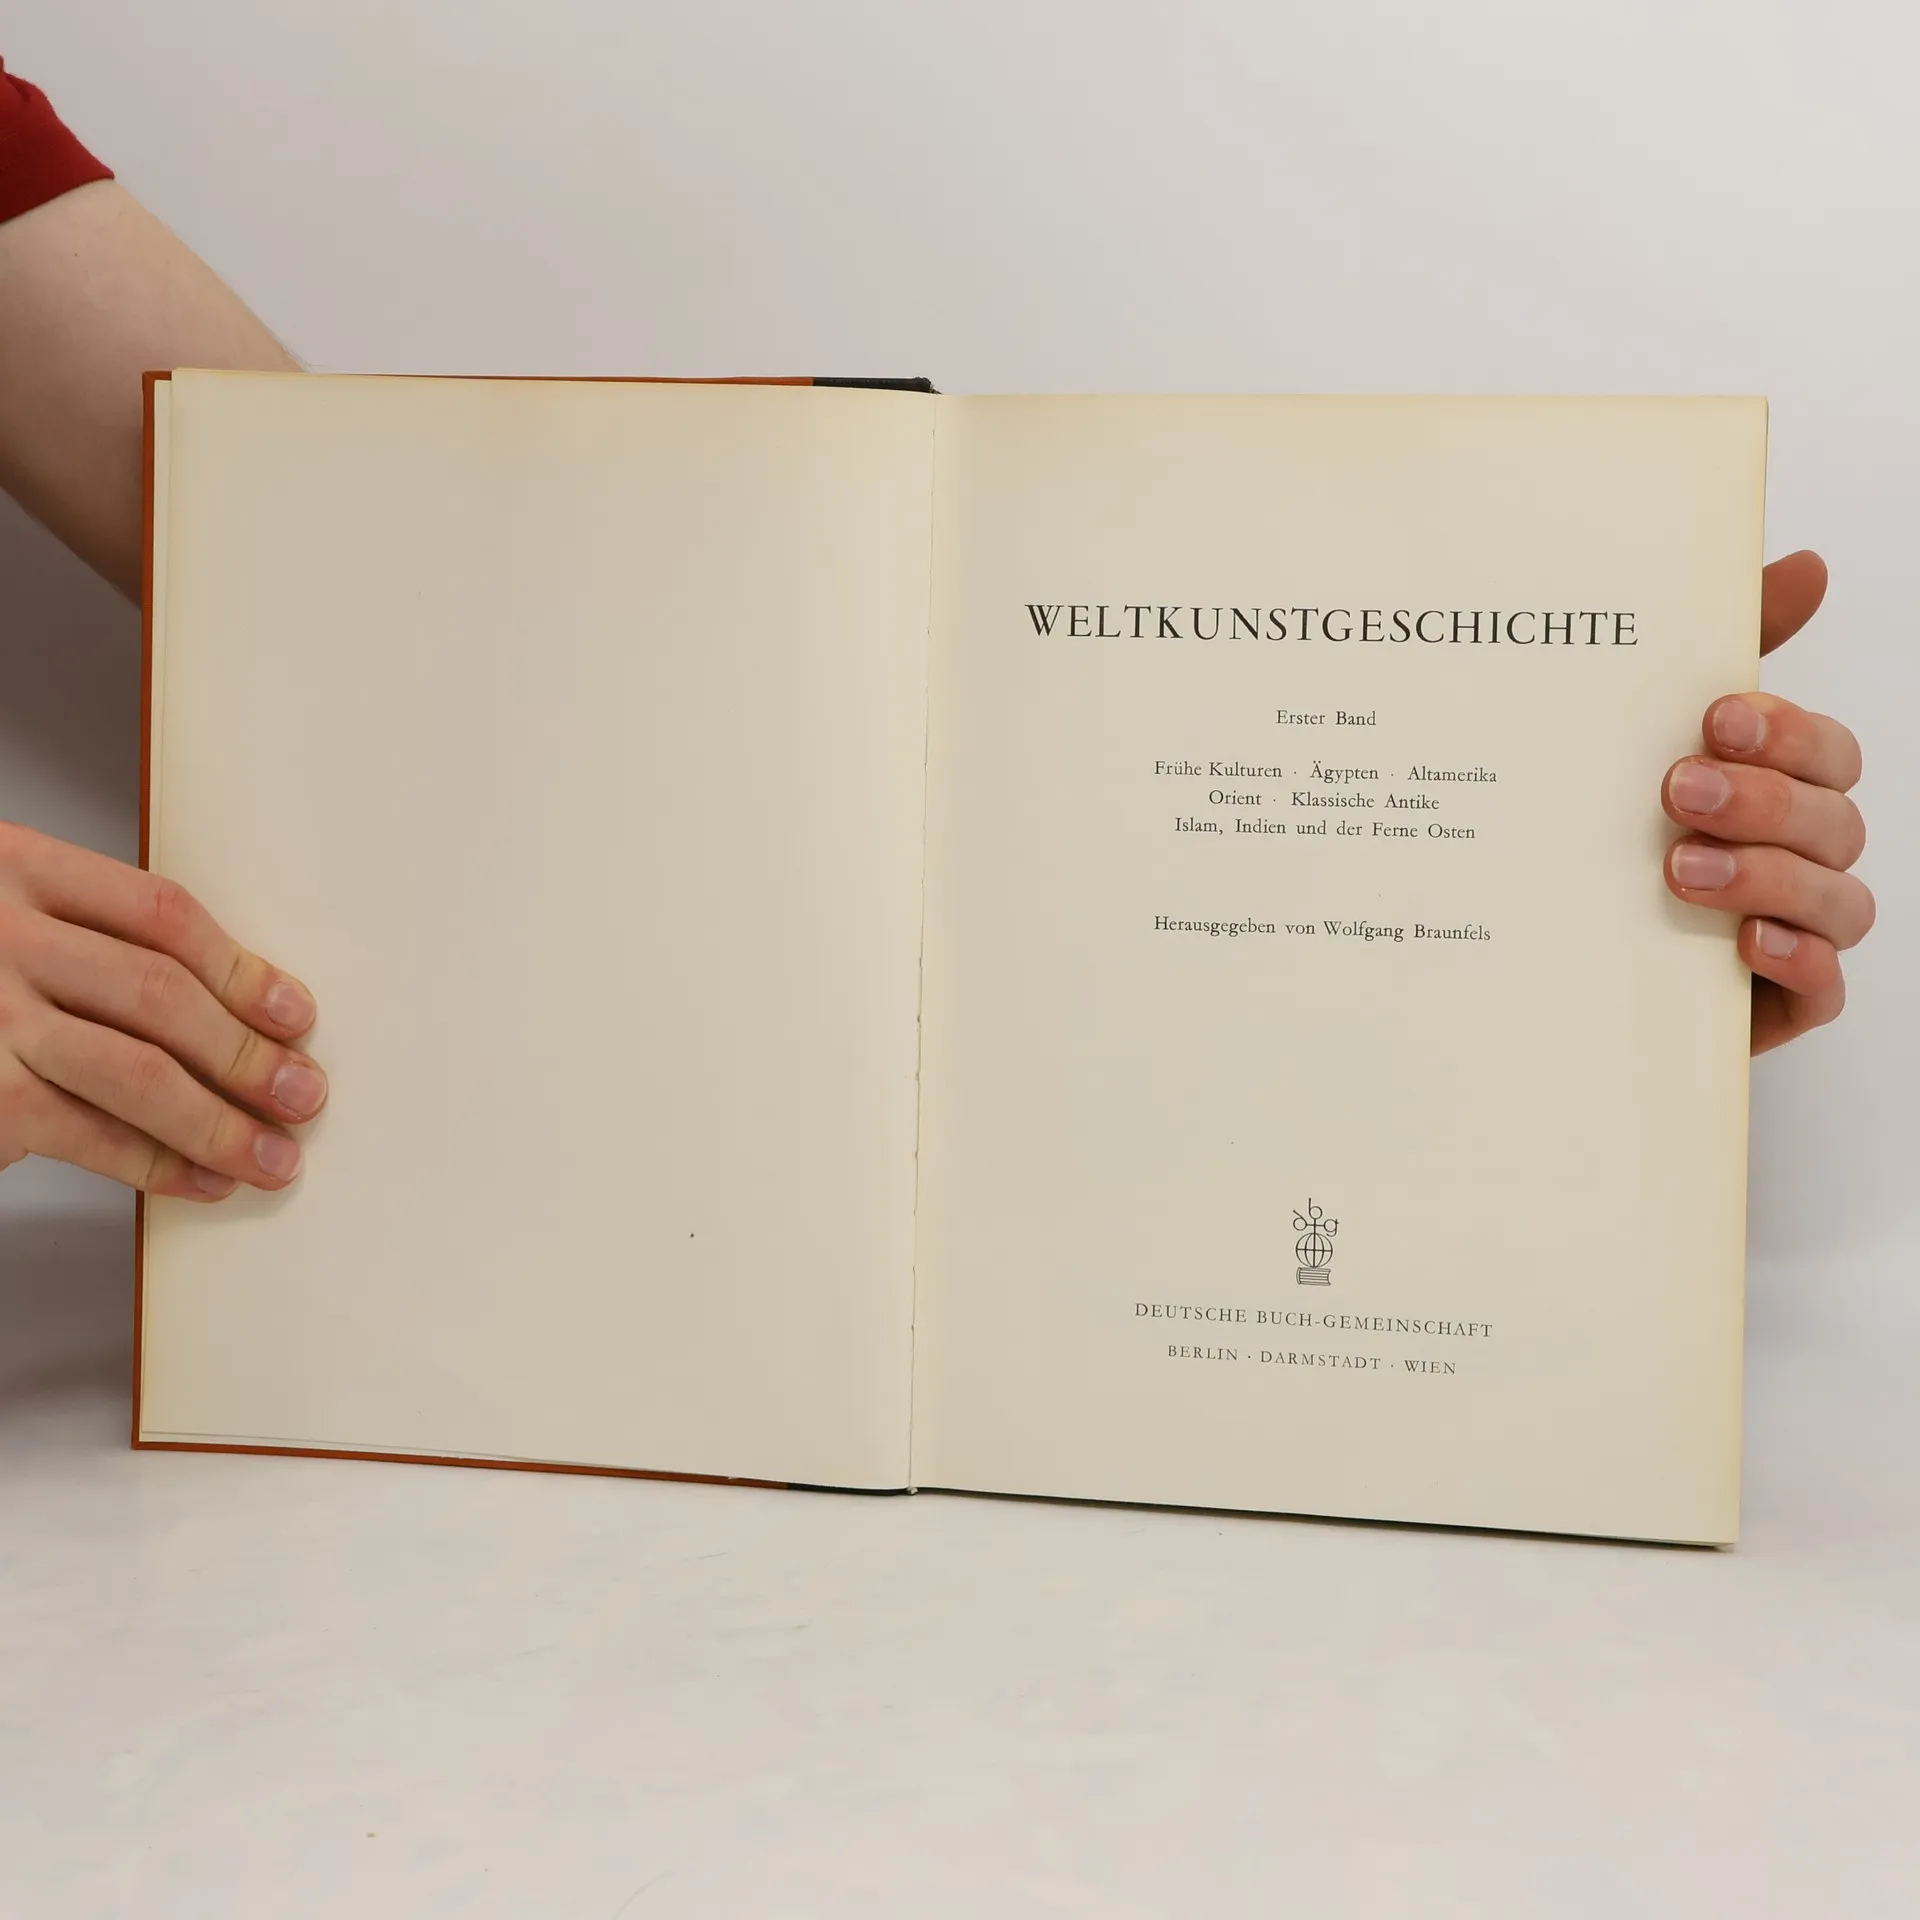 WELTKUNSTGESCHICHTE
Erster Band
Frühe Kulturen · Ägypten · Altamerika
Orient · Klassische Antike
Islam, Indien und der Ferne Osten
Herausgegeben von Wolfgang Braunfels
dbg
DEUTSCHE BUCH-GEMEINSCHAFT
BERLIN · DARMSTADT · WIEN